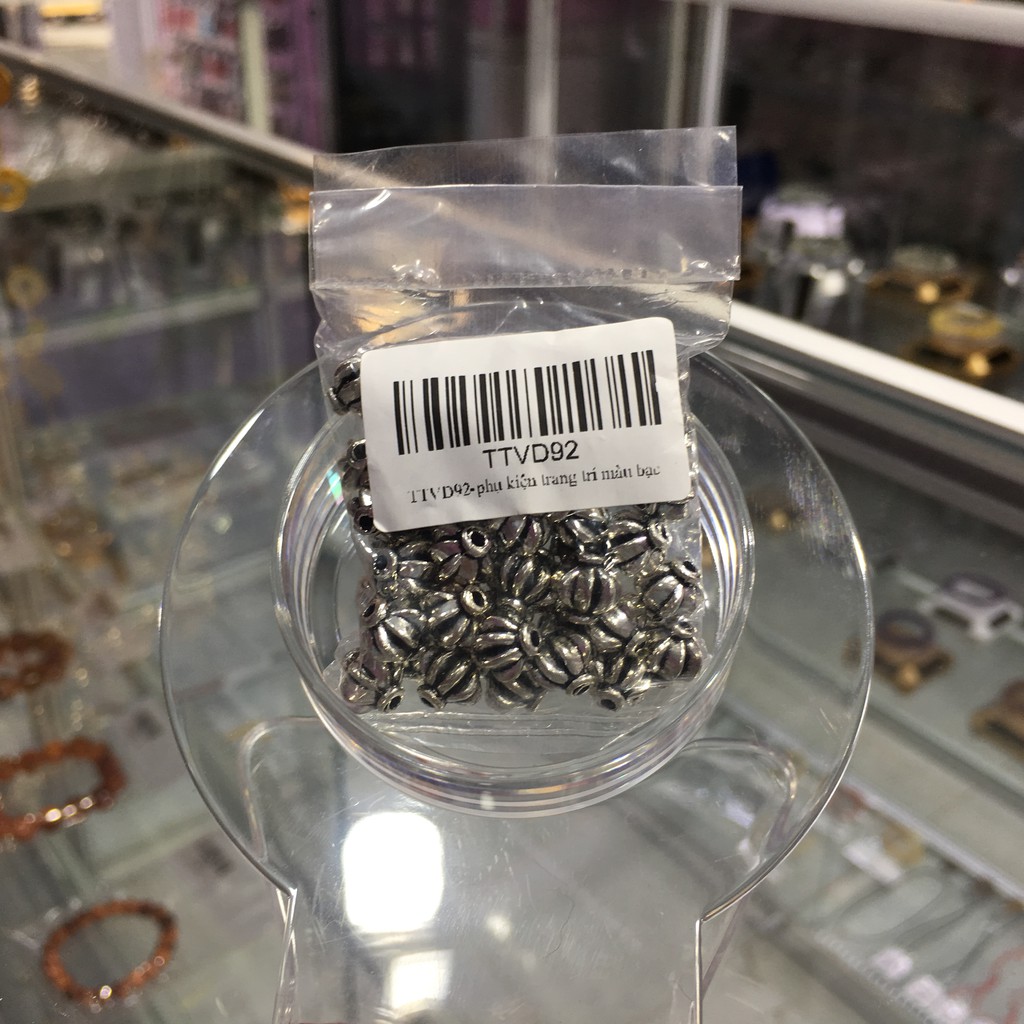 TTVD92
TTVD92-phụ kiện trang trí màu bạc